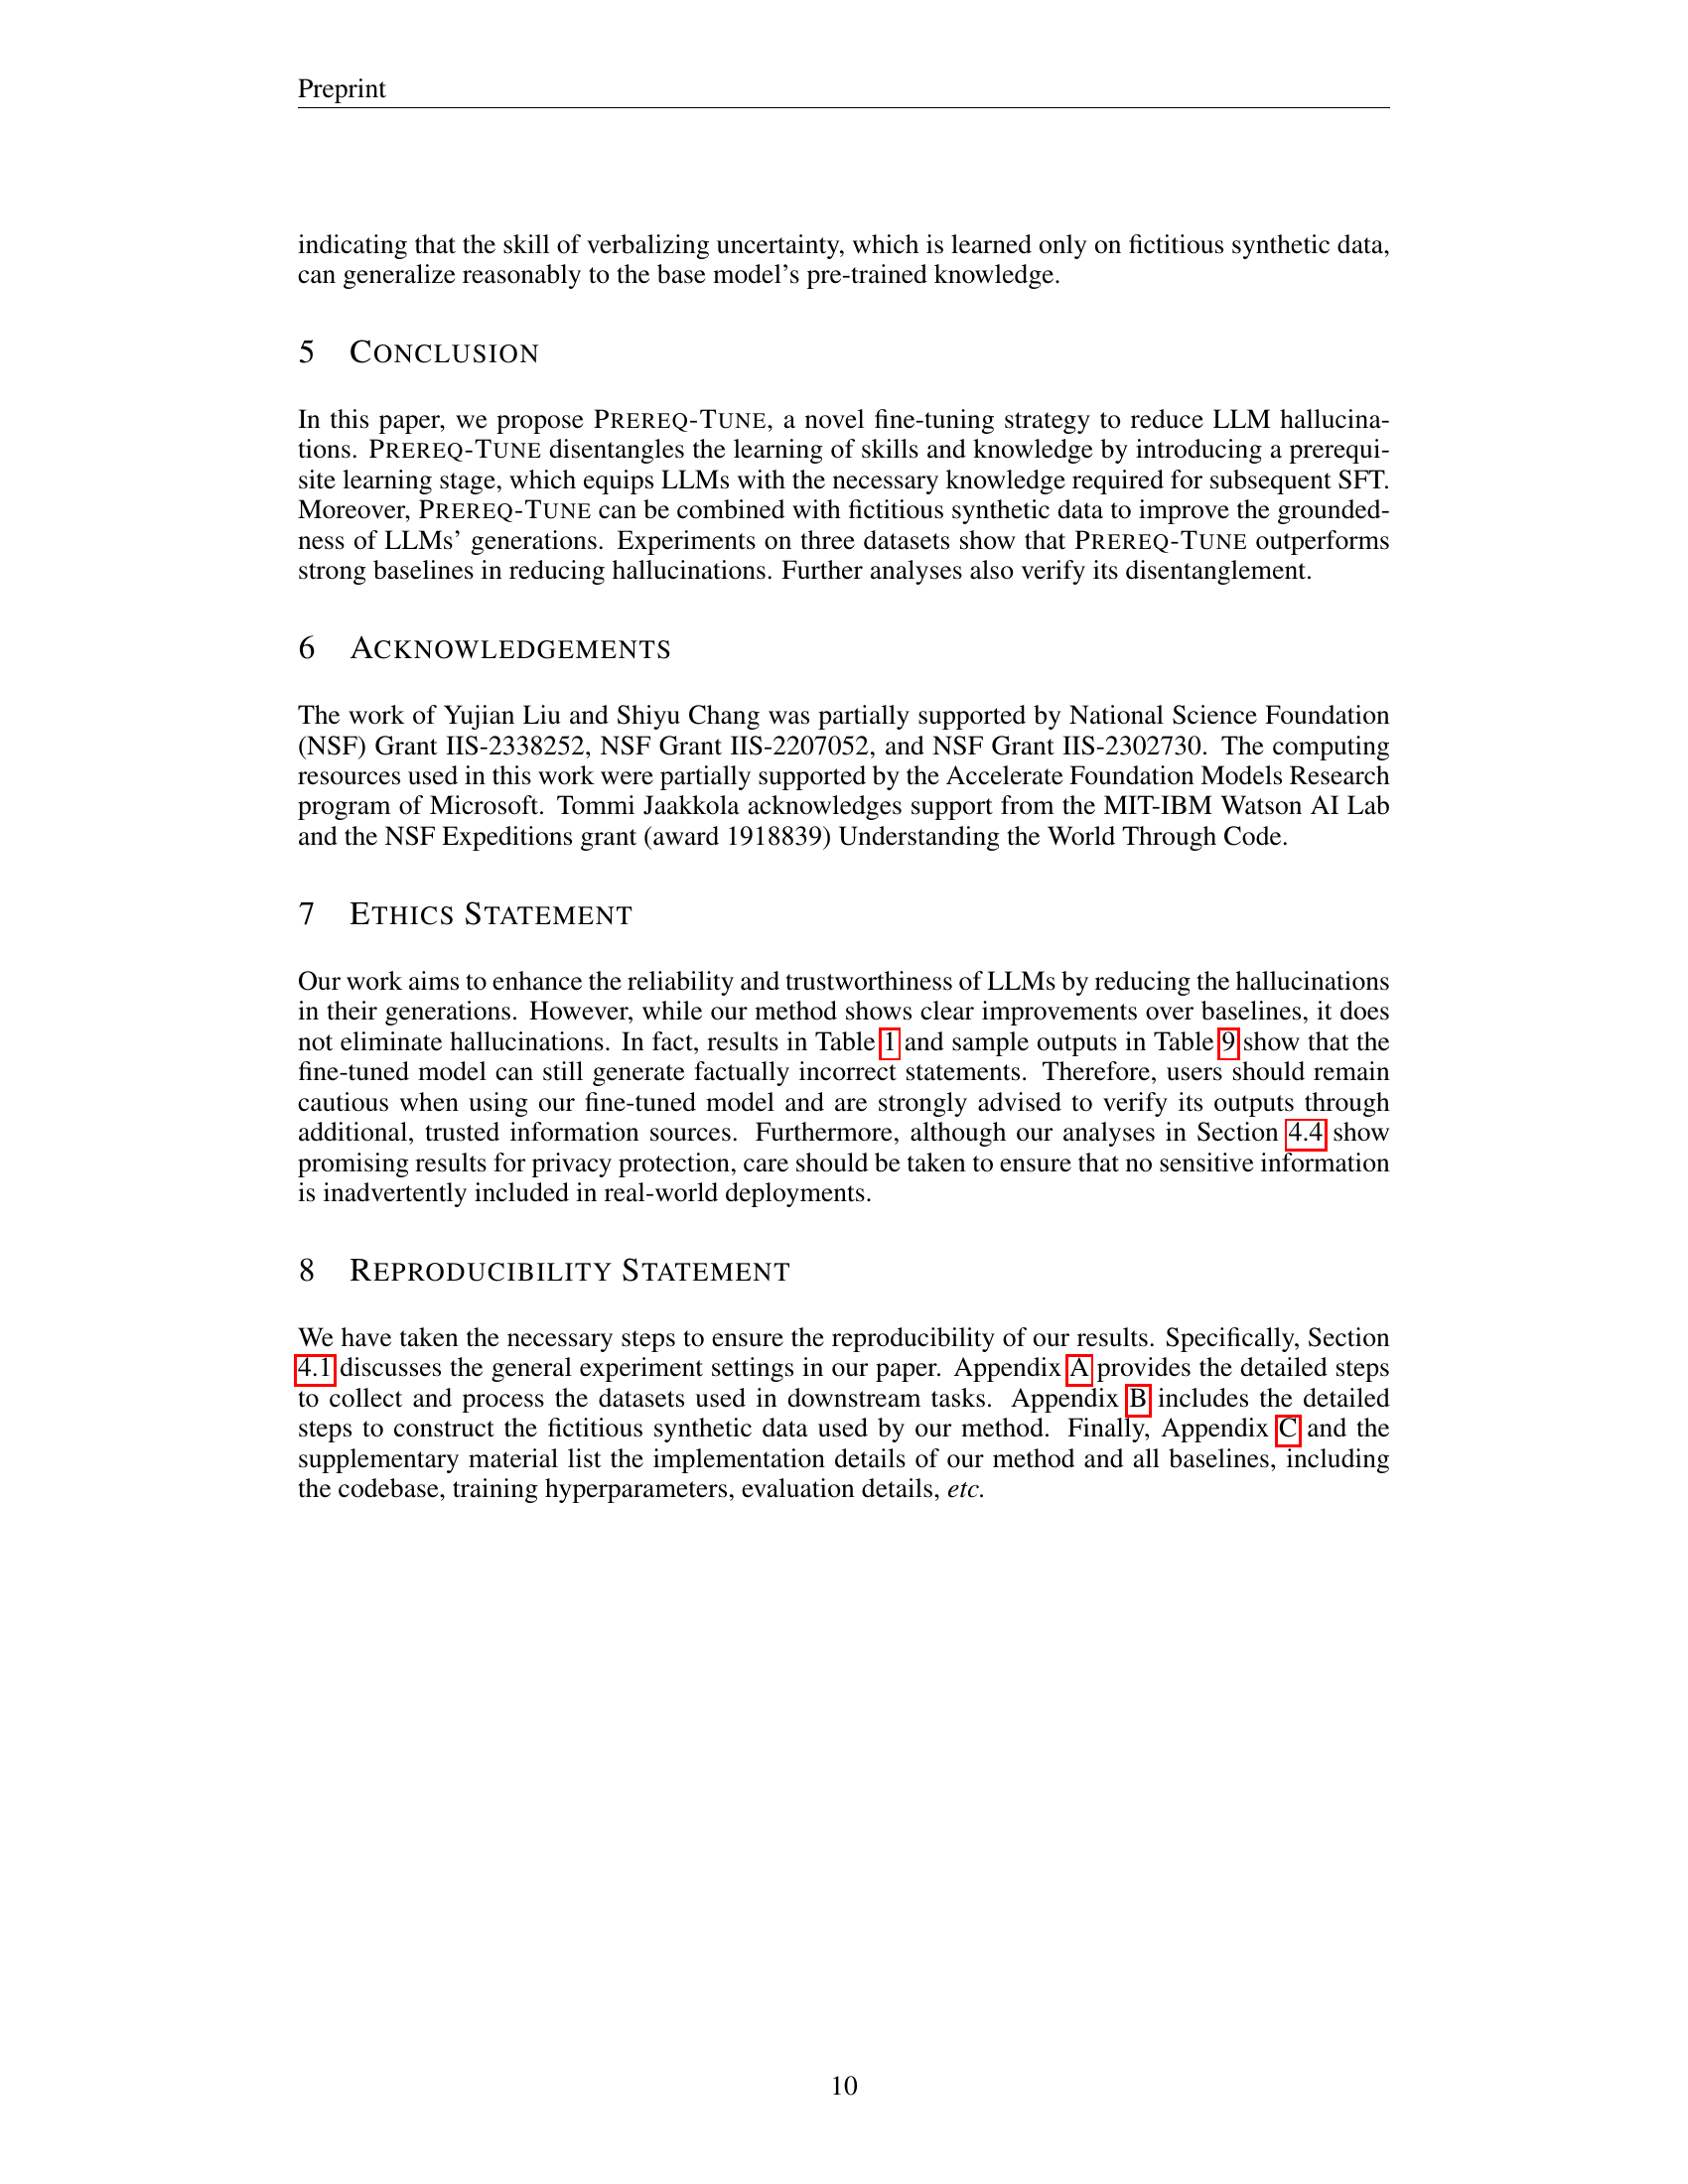 Preprint
indicating that the skill of verbalizing uncertainty, which is learned only on fictitious synthetic data,
can generalize reasonably to the base model's pre-trained knowledge.
5 CONCLUSION
In this paper, we propose PREREQ-TUNE, a novel fine-tuning strategy to reduce LLM hallucina-
tions. PREREQ-TUNE disentangles the learning of skills and knowledge by introducing a prerequi-
site learning stage, which equips LLMs with the necessary knowledge required for subsequent SFT.
Moreover, PREREQ-TUNE can be combined with fictitious synthetic data to improve the grounded-
ness of LLMs' generations. Experiments on three datasets show that PREREQ-TUNE outperforms
strong baselines in reducing hallucinations. Further analyses also verify its disentanglement.
6 ACKNOWLEDGEMENTS
The work of Yujian Liu and Shiyu Chang was partially supported by National Science Foundation
(NSF) Grant IIS-2338252, NSF Grant IIS-2207052, and NSF Grant IIS-2302730. The computing
resources used in this work were partially supported by the Accelerate Foundation Models Research
program of Microsoft. Tommi Jaakkola acknowledges support from the MIT-IBM Watson AI Lab
and the NSF Expeditions grant (award 1918839) Understanding the World Through Code.
7 ETHICS STATEMENT
Our work aims to enhance the reliability and trustworthiness of LLMs by reducing the hallucinations
in their generations. However, while our method shows clear improvements over baselines, it does
not eliminate hallucinations. In fact, results in Table 1 and sample outputs in Table 9 show that the
fine-tuned model can still generate factually incorrect statements. Therefore, users should remain
cautious when using our fine-tuned model and are strongly advised to verify its outputs through
additional, trusted information sources. Furthermore, although our analyses in Section 4.4 show
promising results for privacy protection, care should be taken to ensure that no sensitive information
is inadvertently included in real-world deployments.
8 REPRODUCIBILITY STATEMENT
We have taken the necessary steps to ensure the reproducibility of our results. Specifically, Section
4.1 discusses the general experiment settings in our paper. Appendix A provides the detailed steps
to collect and process the datasets used in downstream tasks. Appendix B includes the detailed
steps to construct the fictitious synthetic data used by our method. Finally, Appendix C and the
supplementary material list the implementation details of our method and all baselines, including
the codebase, training hyperparameters, evaluation details, etc.
10